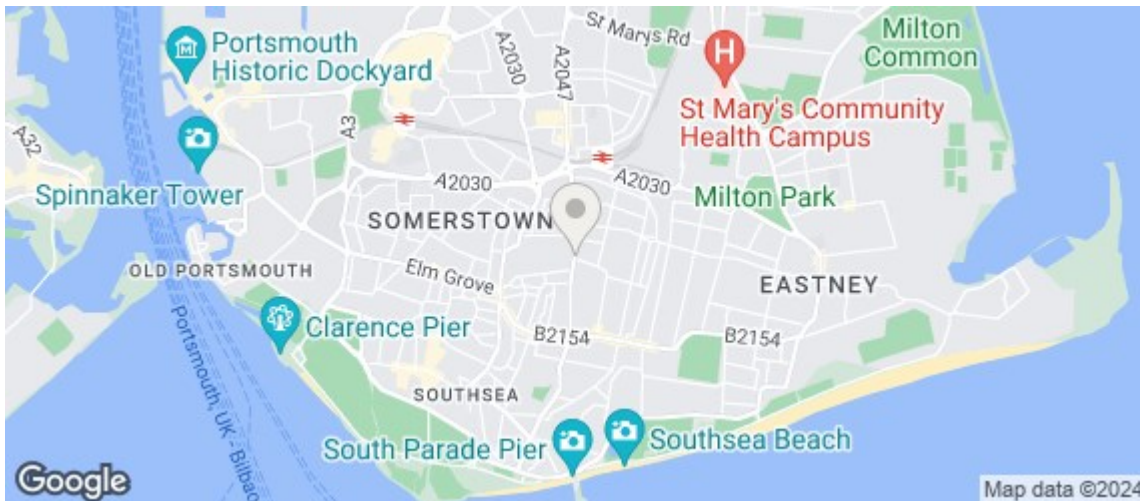 St Marys Rd
Milton
Common
A2030
A2047
Portsmouth
Historic Dockyard
H
St Mary's Community
Health Campus
A3
A32
Spinnaker Tower
A2030
A2030
Milton Park
SOMERSTOWN
OLD PORTSMOUTH
Elm Grove
EASTNEY
Clarence Pier
B2154
B2154
Portsmouth, UK - Bilbao
SOUTHSEA
South Parade Pier
Southsea Beach
Google
Map data ©2024